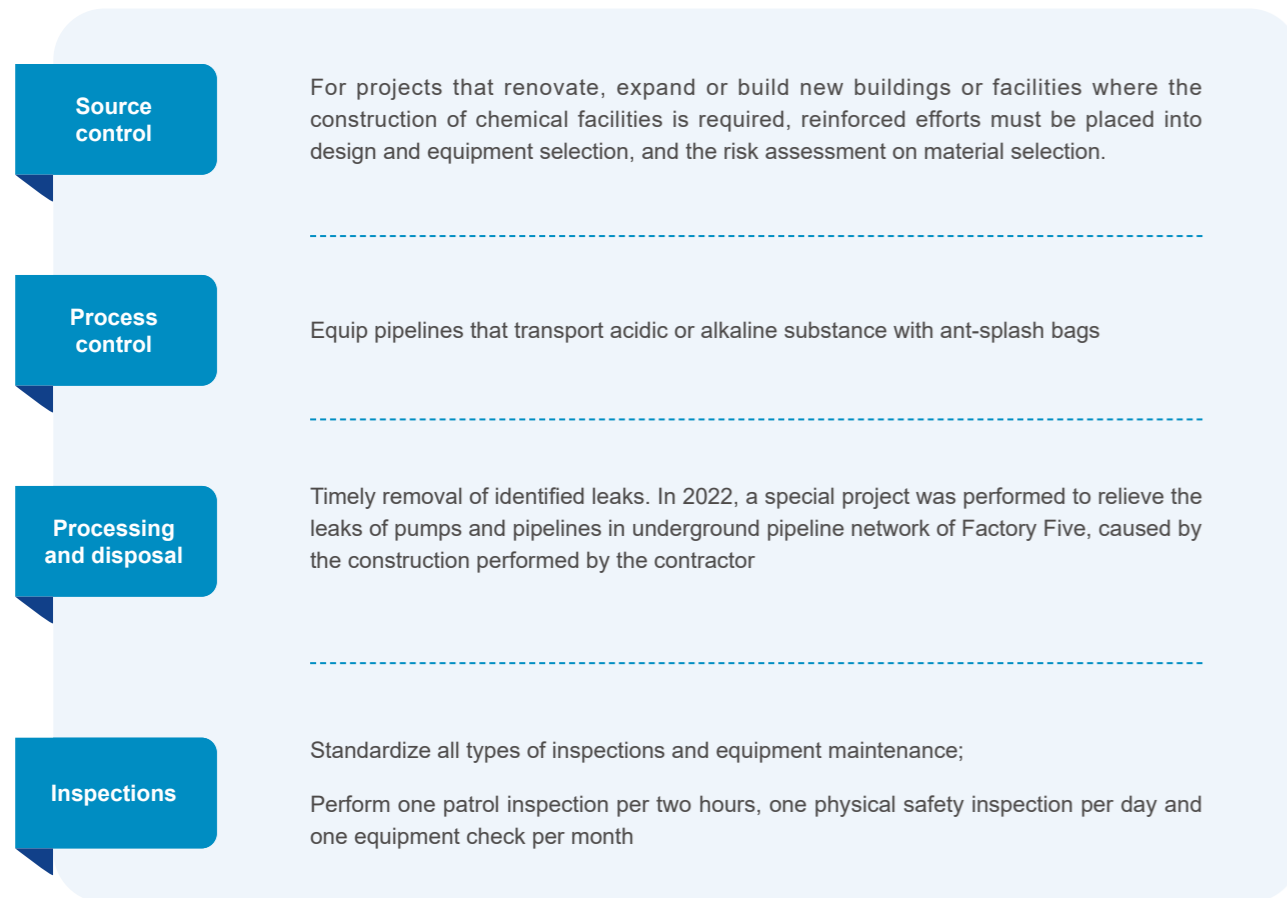 Source
control
For projects that renovate, expand or build new buildings or facilities where the
construction of chemical facilities is required, reinforced efforts must be placed into
design and equipment selection, and the risk assessment on material selection.
Process
control
Equip pipelines that transport acidic or alkaline substance with ant-splash bags
Processing
and disposal
Timely removal of identified leaks. In 2022, a special project was performed to relieve the
leaks of pumps and pipelines in underground pipeline network of Factory Five, caused by
the construction performed by the contractor
Inspections
Standardize all types of inspections and equipment maintenance;
Perform one patrol inspection per two hours, one physical safety inspection per day and
one equipment check per month